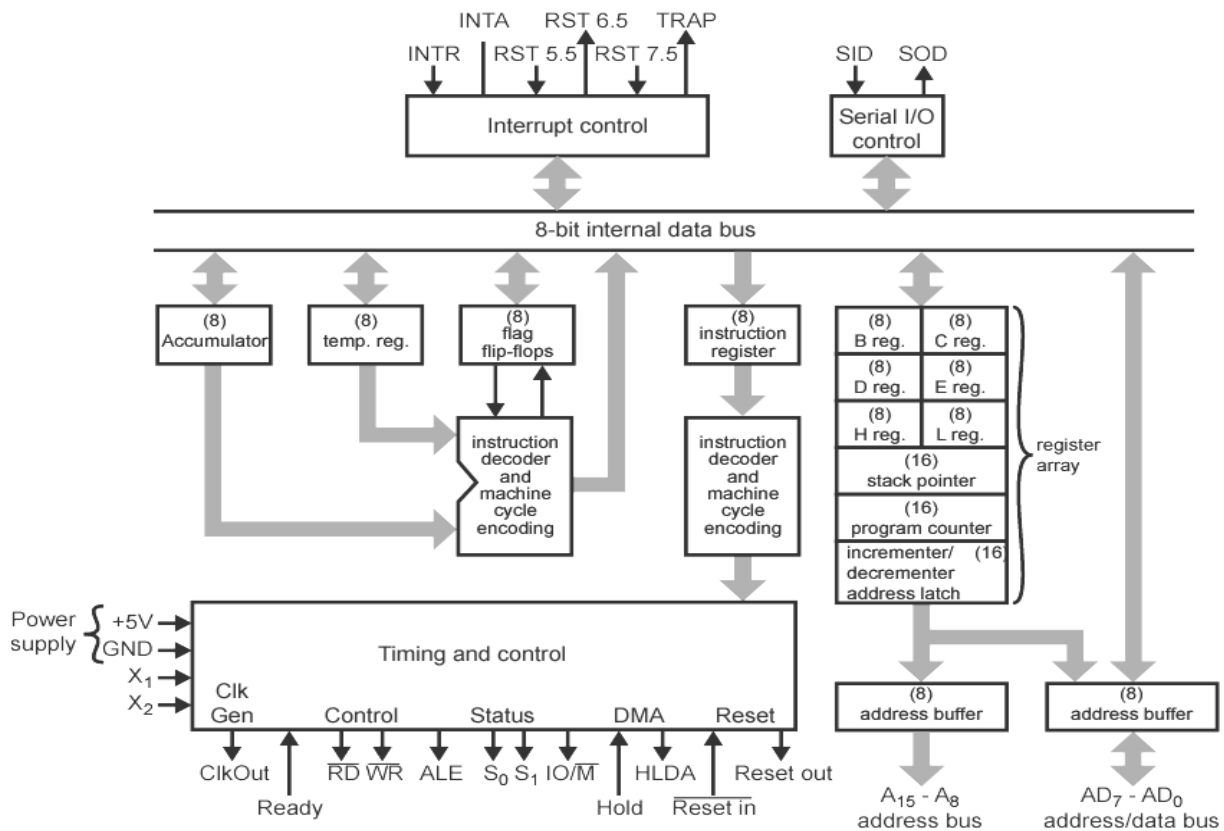 INTA RST 6.5 TRAP
INTR RST 5.5 RST 7.5
SID SOD
Interrupt control
Serial I/O
control
8-bit internal data bus
(8)
Accumulator
(8)
temp. reg.
(8)
flag
flip-flops
(8)
instruction
register
(8)
B reg.
(8)
C reg.
(8)
D reg.
(8)
E reg.
(8)
H reg.
(8)
L reg.
(16)
stack pointer
(16)
program counter
incrementer/ (16)
decrementer
address latch
register
array
instruction
decoder
and
machine
cycle
encoding
instruction
decoder
and
machine
cycle
encoding
Power
supply
+5V
GND
X1
X2
Timing and control
Clk
Gen
Control
Status
DMA
Reset
ClkOut
Ready
R̅D̅ W̅R̅
ALE
S0 S1 IO/M̅
Hold
HLDA
R̅e̅s̅e̅t̅ i̅n̅
Reset out
(8)
address buffer
(8)
address buffer
A15 - A8
address bus
AD7 - AD0
address/data bus